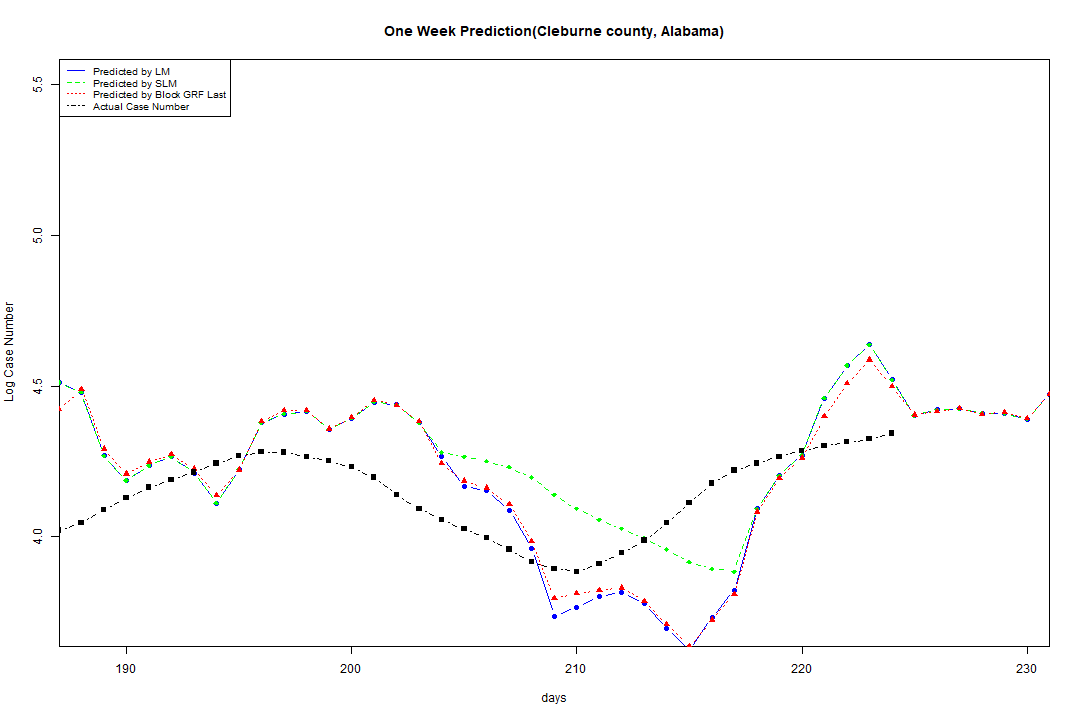 One Week Prediction(Cleburne county, Alabama)
Predicted by LM
Predicted by SLM
Predicted by Block GRF Last
Actual Case Number
5.5
5.0
4.5
4.0
Log Case Number
190 200 210 220 230
days